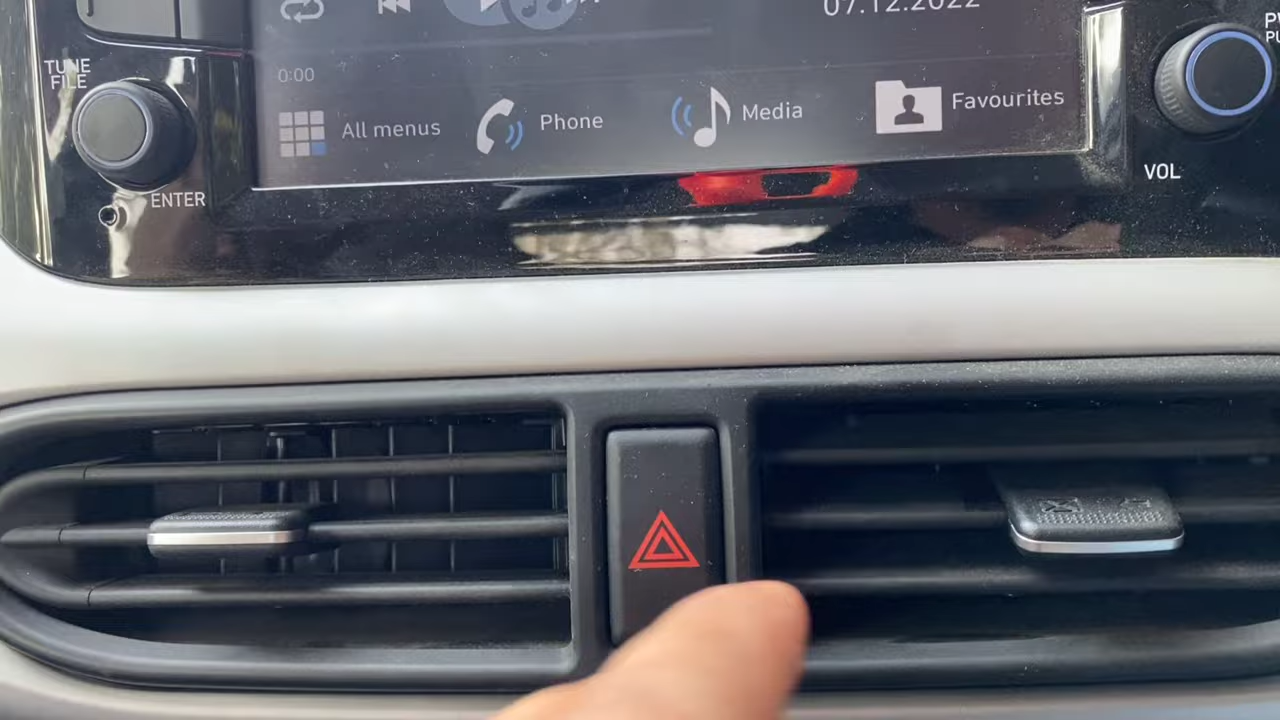 07.12.2022
TUNE
FILE
0:00
All menus
Phone
Media
Favourites
ENTER
VOL